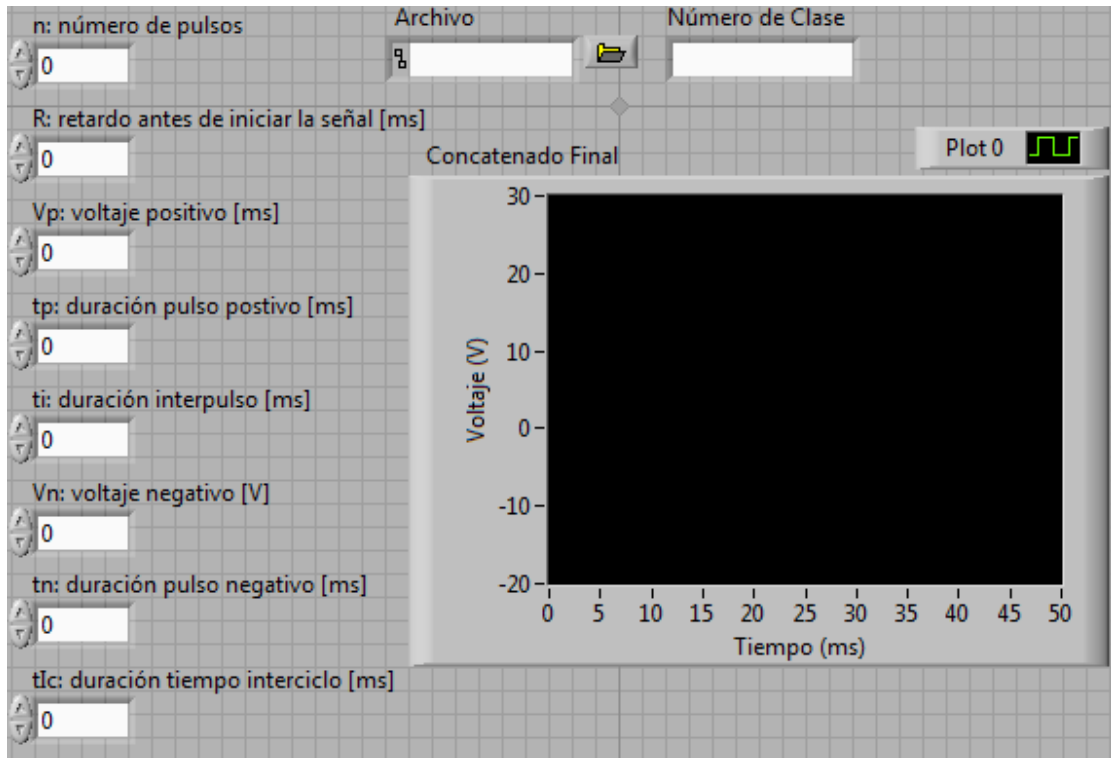 n: número de pulsos
0
Archivo
Número de Clase
R: retardo antes de iniciar la señal [ms]
0
Vp: voltaje positivo [ms]
0
tp: duración pulso postivo [ms]
0
ti: duración interpulso [ms]
0
Vn: voltaje negativo [V]
0
tn: duración pulso negativo [ms]
0
tIc: duración tiempo interciclo [ms]
0
Concatenado Final
Plot 0
Voltaje (V)
30
20
10
0
-10
-20
0 5 10 15 20 25 30 35 40 45 50
Tiempo (ms)